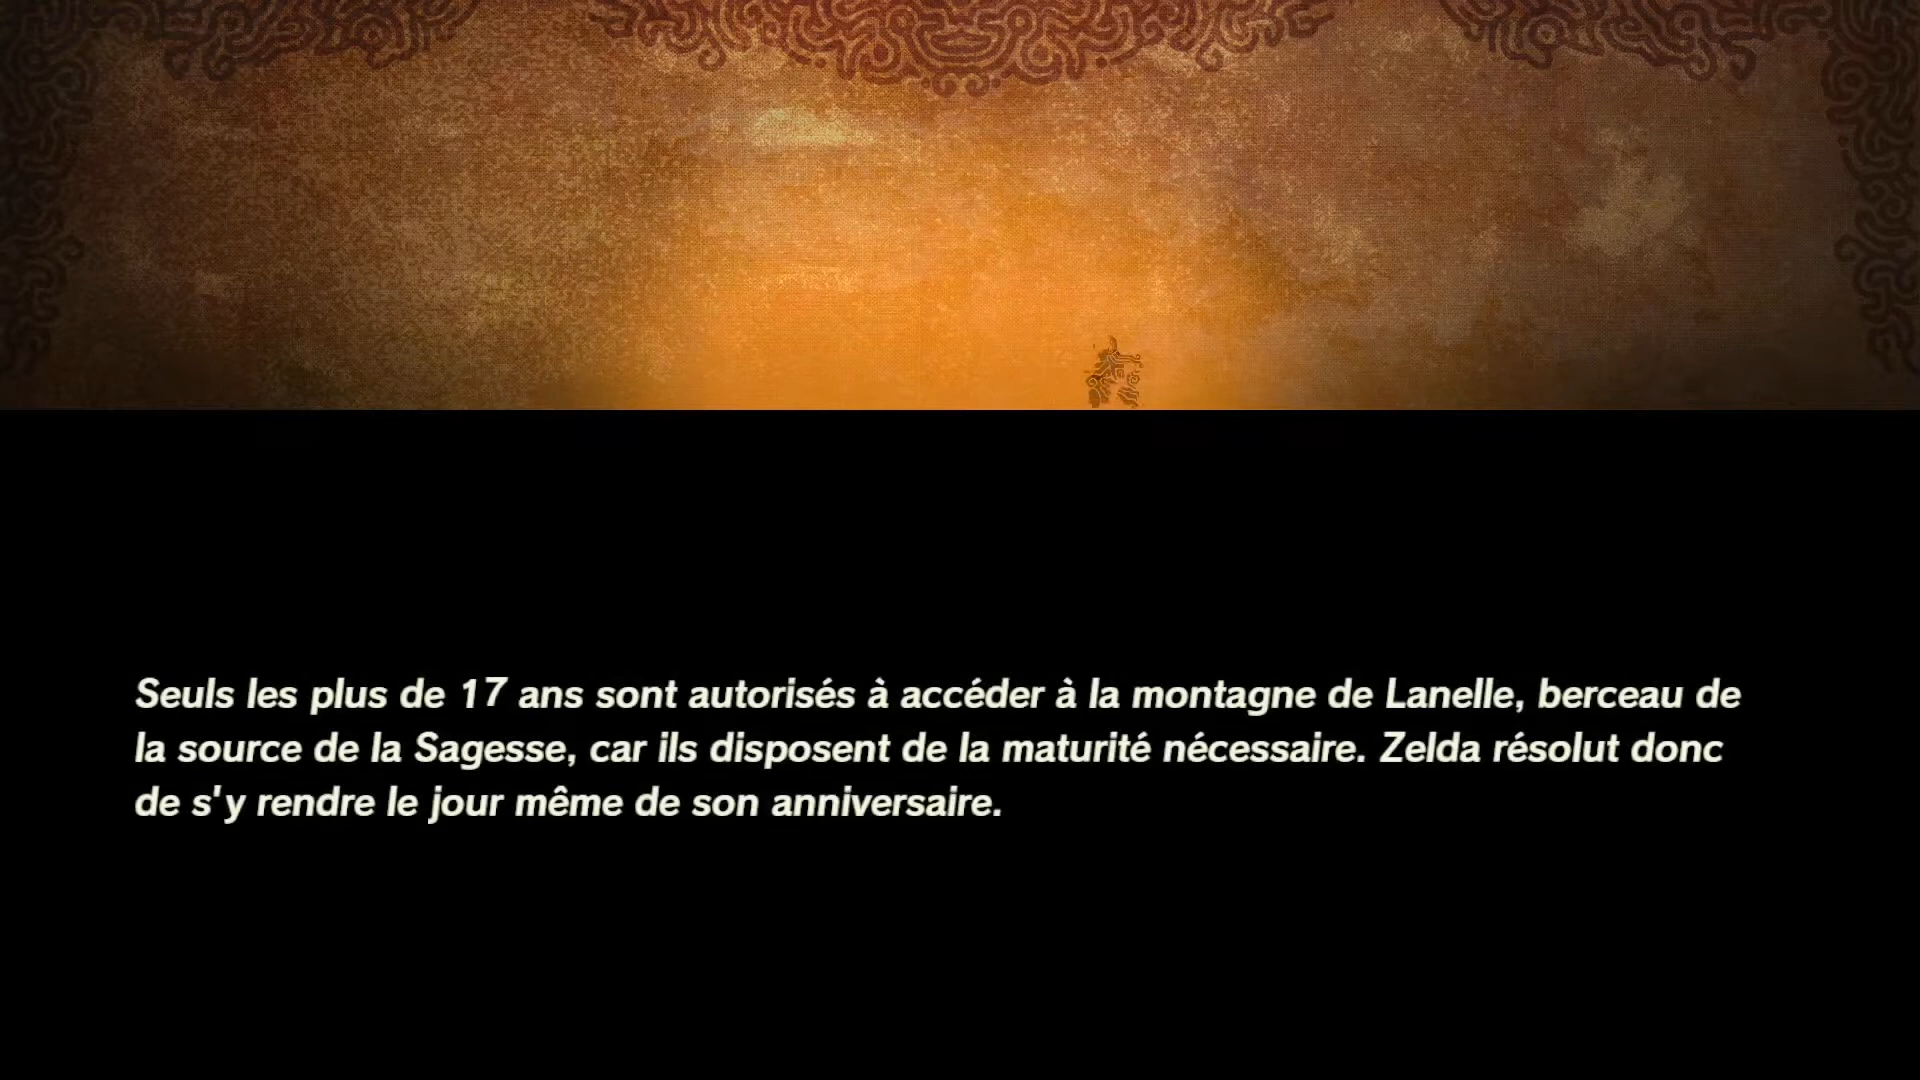 Seuls les plus de 17 ans sont autorisés à accéder à la montagne de Lanelle, berceau de
la source de la Sagesse, car ils disposent de la maturité nécessaire. Zelda résolut donc
de s'y rendre le jour même de son anniversaire.